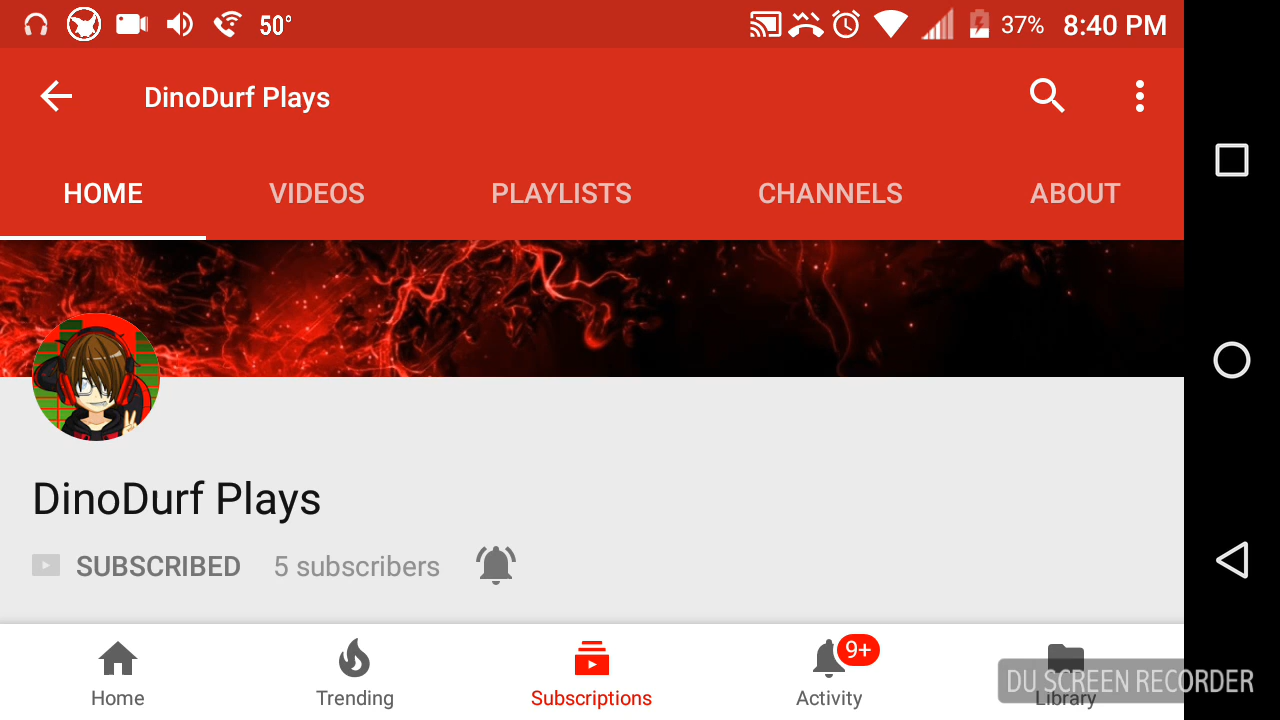 50° 37% 8:40 PM
DinoDurf Plays
HOME VIDEOS PLAYLISTS CHANNELS ABOUT
DinoDurf Plays
SUBSCRIBED 5 subscribers
9+
Home Trending Subscriptions Activity Library
DU SCREEN RECORDER